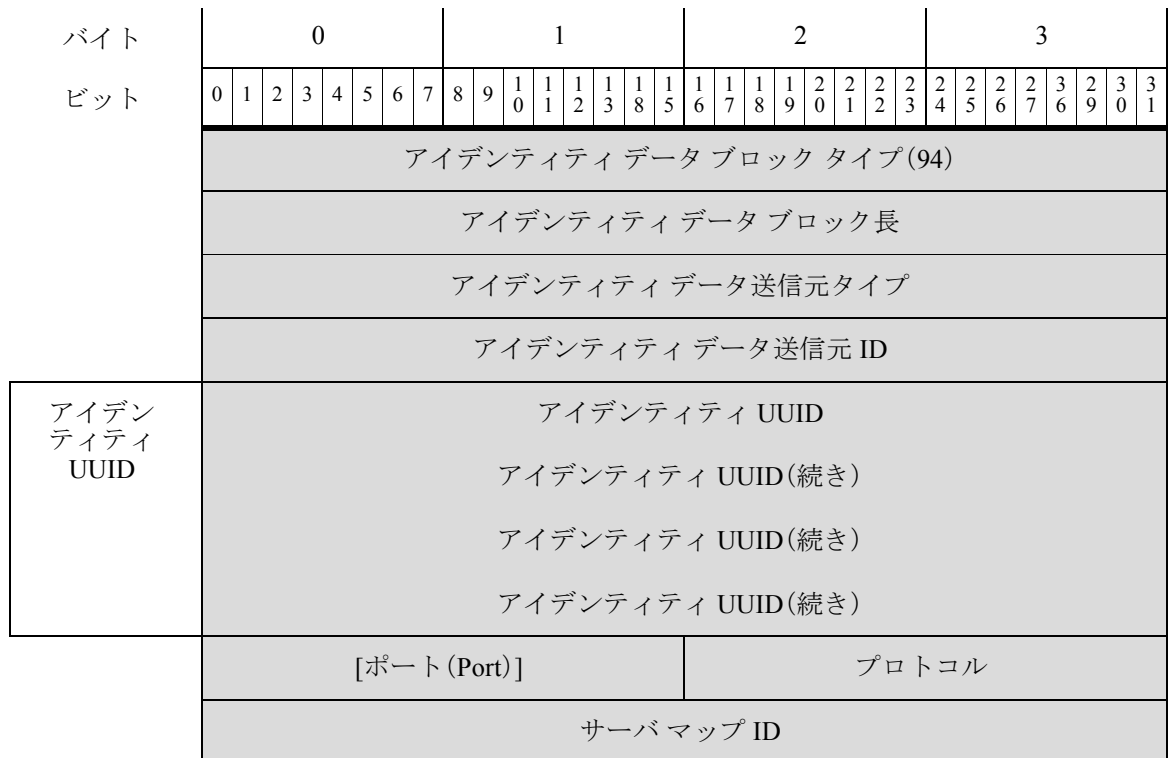 バイト 0 1 2 3
ビット 0 1 2 3 4 5 6 7 8 9 10 11 12 13 18 15 16 17 18 19 20 21 22 23 24 25 26 27 36 29 30 31
アイデンティティ データ ブロック タイプ(94)
アイデンティティ データ ブロック長
アイデンティティ データ送信元タイプ
アイデンティティ データ送信元 ID
アイデン
ティティ
UUID
アイデンティティ UUID
アイデンティティ UUID(続き)
アイデンティティ UUID(続き)
アイデンティティ UUID(続き)
[ポート(Port)] プロトコル
サーバ マップ ID